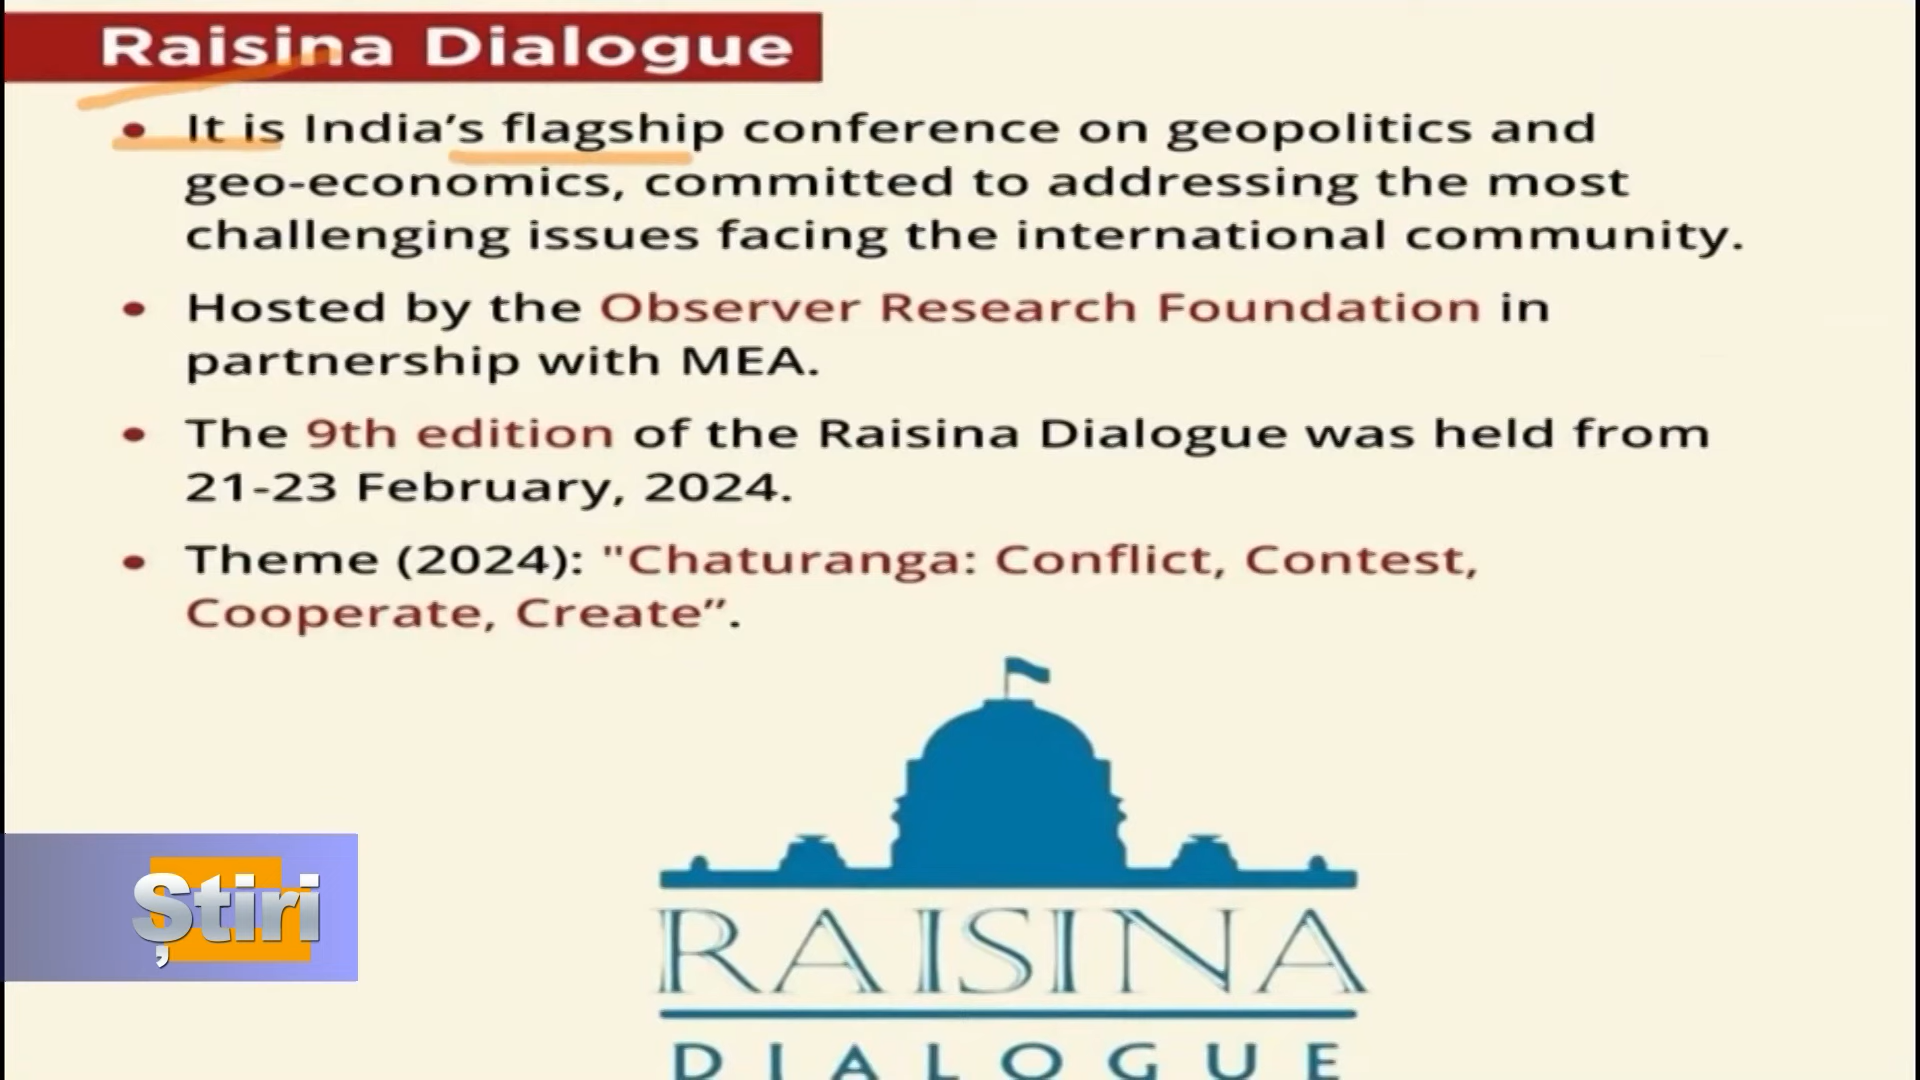 Raisina Dialogue
• It is India’s flagship conference on geopolitics and
geo-economics, committed to addressing the most
challenging issues facing the international community.
• Hosted by the Observer Research Foundation in
partnership with MEA.
• The 9th edition of the Raisina Dialogue was held from
21-23 February, 2024.
• Theme (2024): "Chaturanga: Conflict, Contest,
Cooperate, Create”.
Știri
RAISINA
DIALOGUE